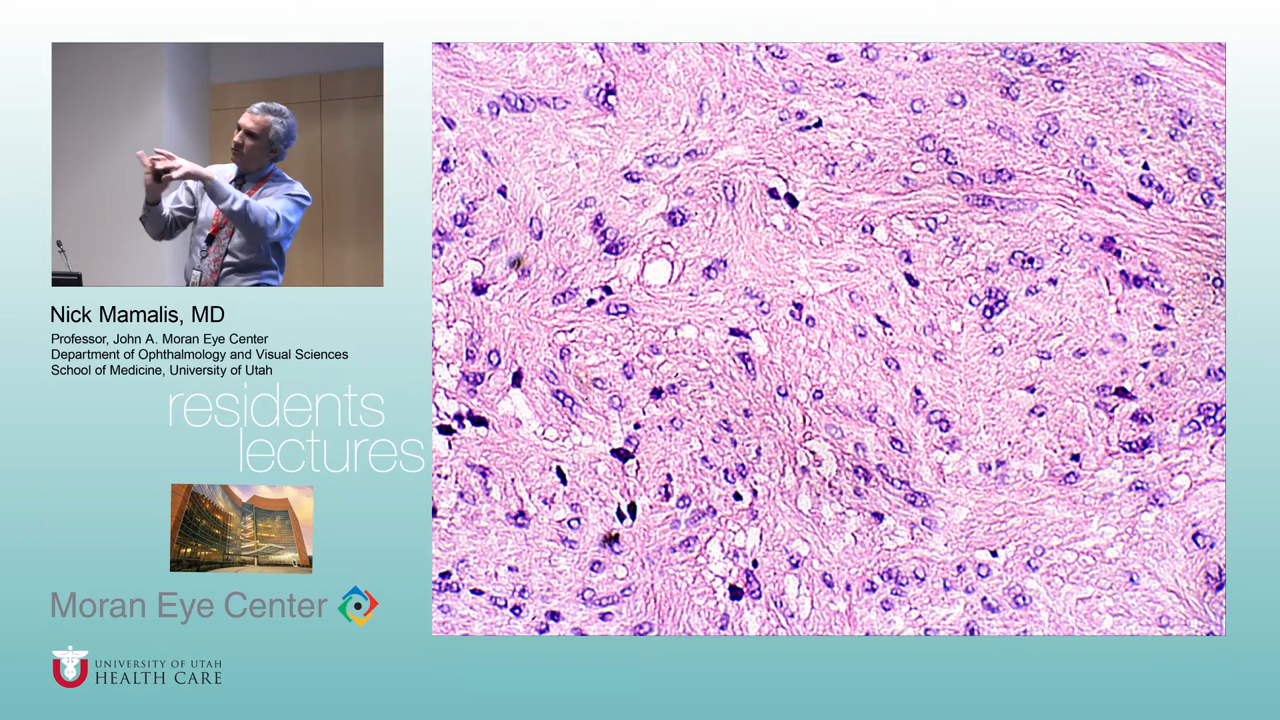 Nick Mamalis, MD
Professor, John A. Moran Eye Center
Department of Ophthalmology and Visual Sciences
School of Medicine, University of Utah
residents
lectures
Moran Eye Center
UNIVERSITY OF UTAH
HEALTH CARE